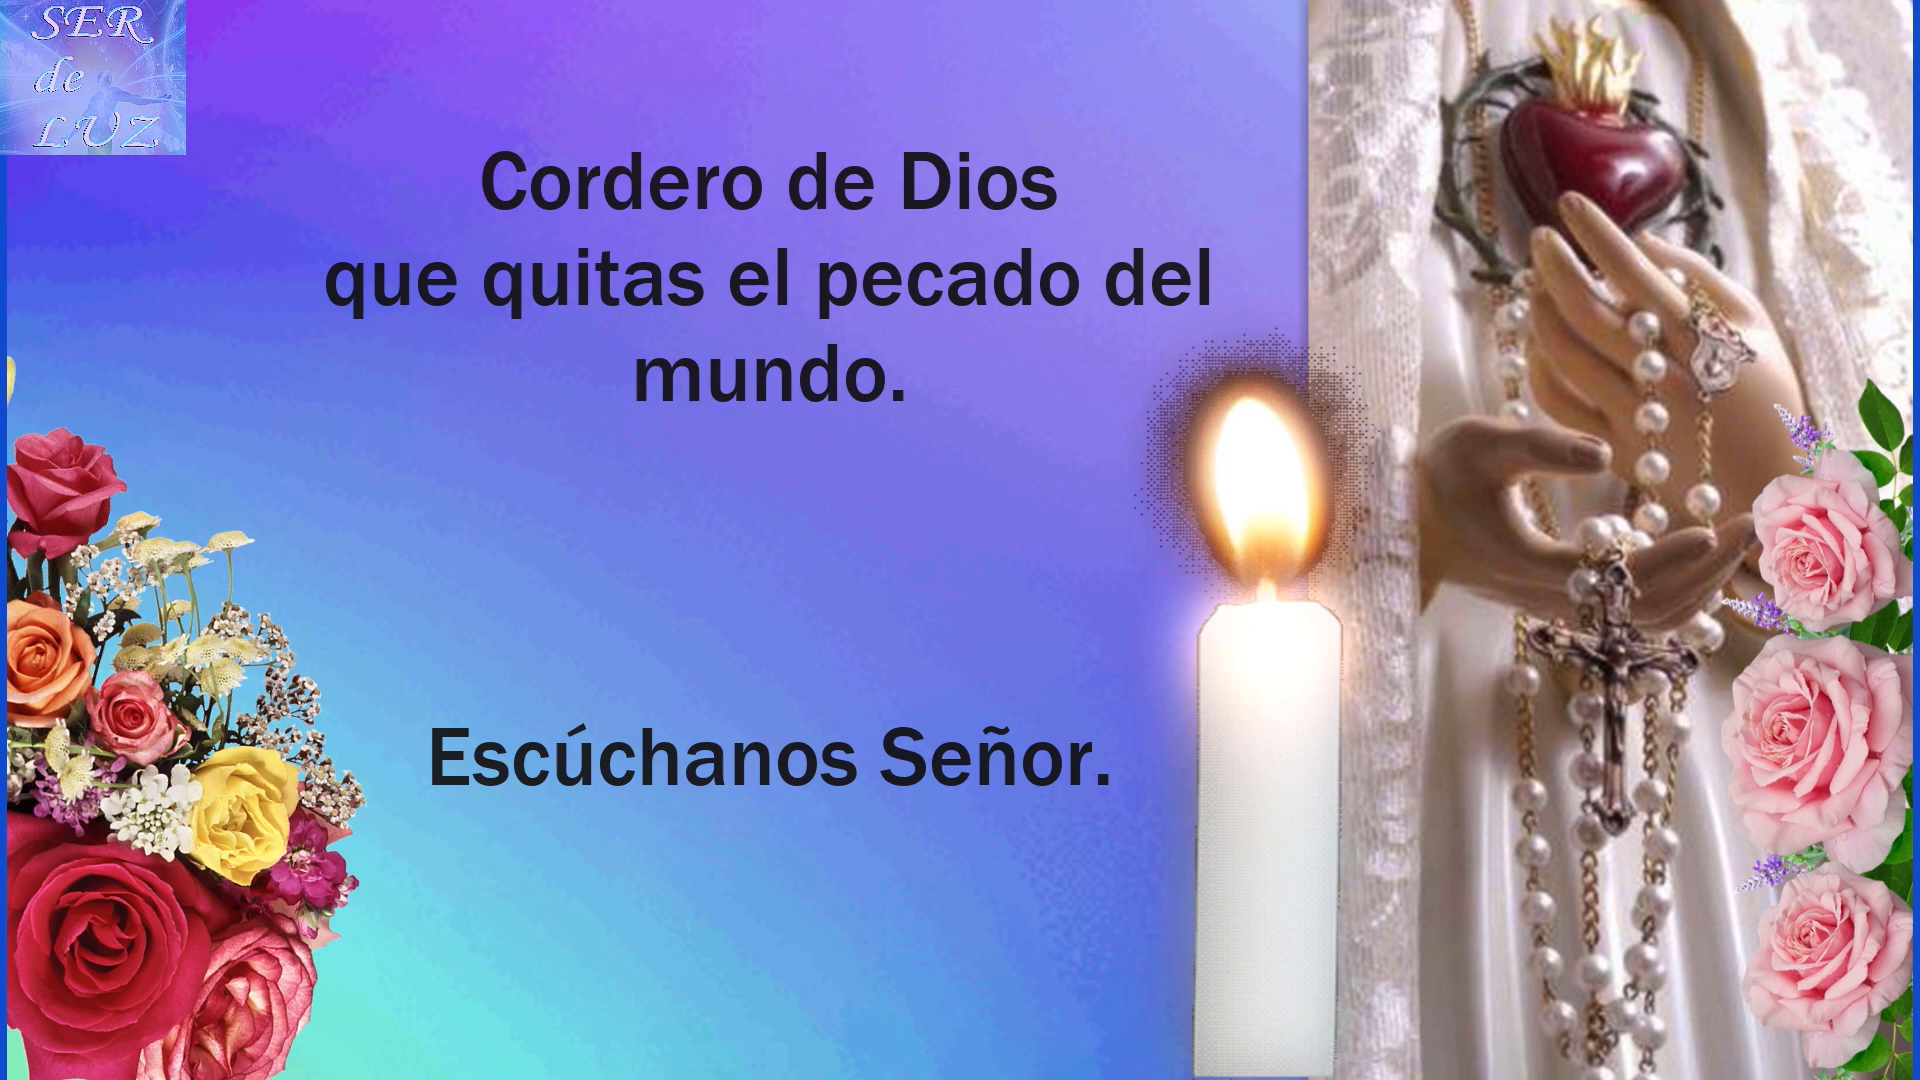 SER
de
LUZ
Cordero de Dios
que quitas el pecado del
mundo.
Escúchanos Señor.